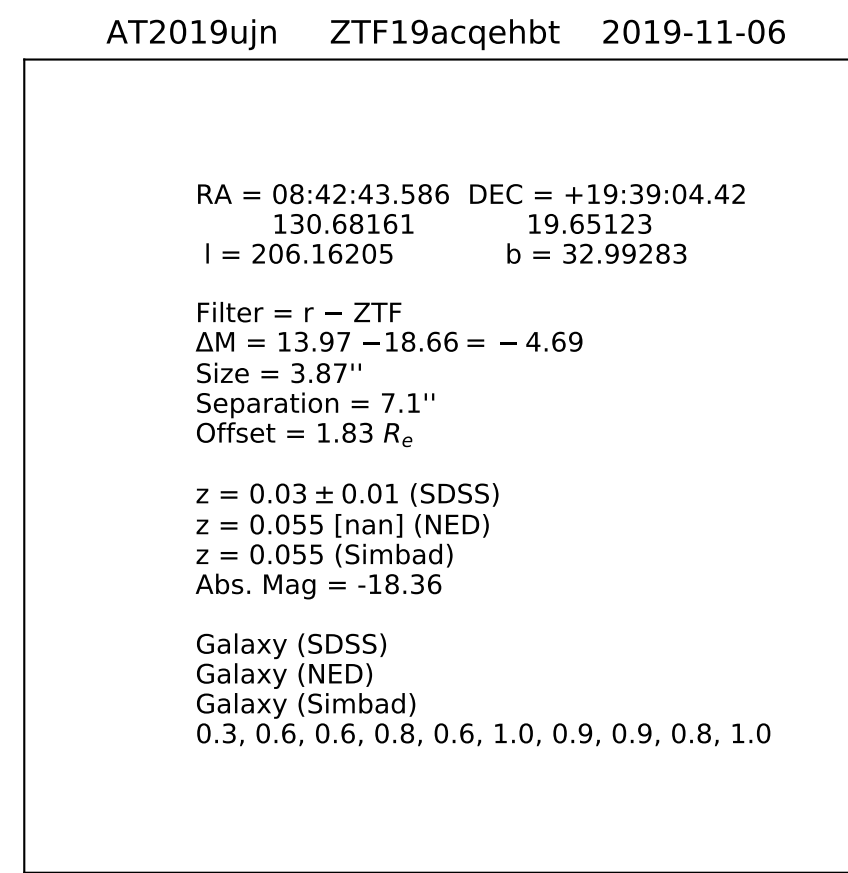 AT2019ujn ZTF19acqehbt 2019-11-06
RA = 08:42:43.586 DEC = +19:39:04.42
130.68161 19.65123
l = 206.16205 b = 32.99283
Filter = r − ZTF
ΔM = 13.97 −18.66 = − 4.69
Size = 3.87''
Separation = 7.1''
Offset = 1.83 Re
z = 0.03 ± 0.01 (SDSS)
z = 0.055 [nan] (NED)
z = 0.055 (Simbad)
Abs. Mag = -18.36
Galaxy (SDSS)
Galaxy (NED)
Galaxy (Simbad)
0.3, 0.6, 0.6, 0.8, 0.6, 1.0, 0.9, 0.9, 0.8, 1.0